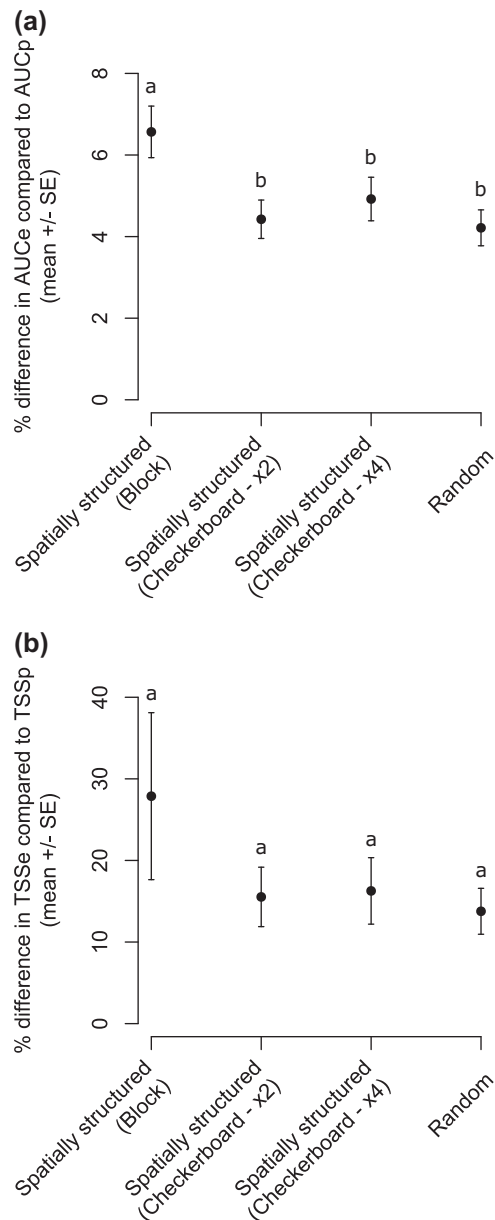 (a)
% difference in AUCe compared to AUCp
(mean +/- SE)
8
6
4
2
0
a
b
b
b
Spatially structured
(Block)
Spatially structured
(Checkerboard - x2)
Spatially structured
(Checkerboard - x4)
Random
(b)
% difference in TSSe compared to TSSp
(mean +/- SE)
40
30
20
10
0
a
a
a
a
Spatially structured
(Block)
Spatially structured
(Checkerboard - x2)
Spatially structured
(Checkerboard - x4)
Random